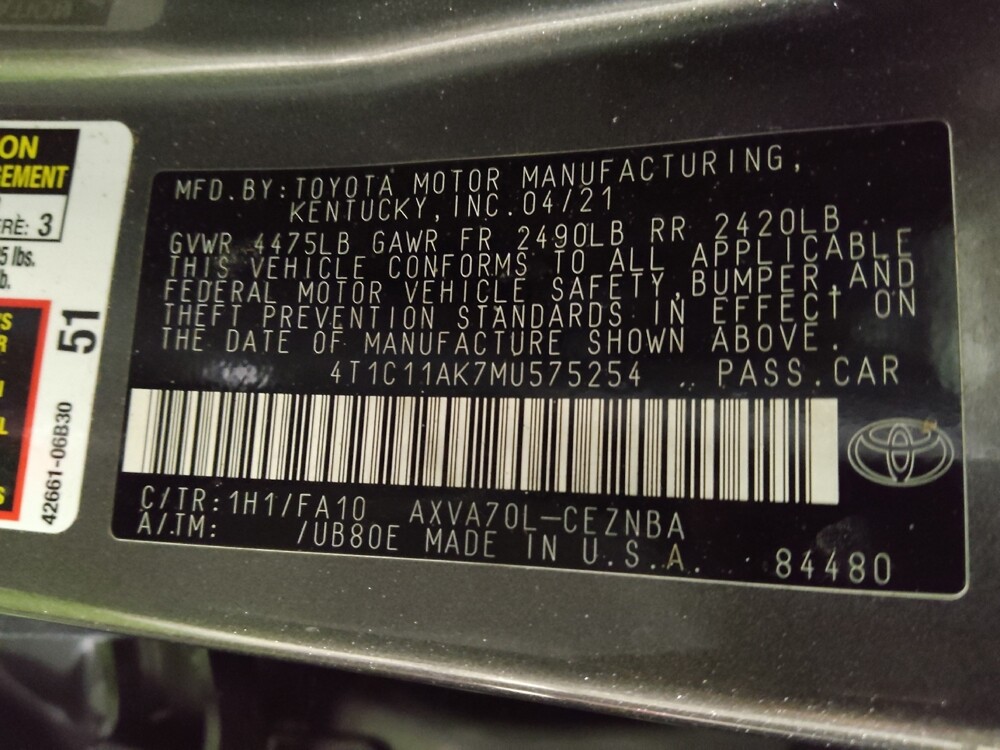 ON
EMENT
ÈRE: 3
5 lbs.
b.
51
42661-06B30
MFD.BY:TOYOTA MOTOR MANUFACTURING,
KENTUCKY,INC.04/21
GVWR 4475LB GAWR FR 2490LB RR 2420LB
THIS VEHICLE CONFORMS TO ALL APPLICABLE
FEDERAL MOTOR VEHICLE SAFETY,BUMPER,AND
THEFT PREVENTION STANDARDS IN EFFECT ON
THE DATE OF MANUFACTURE SHOWN ABOVE.
4T1C11AK7MU575254 PASS.CAR
C/TR:1H1/FA10 AXVA70L-CEZNBA
A/TM: /UB80E MADE IN U.S.A. 84480